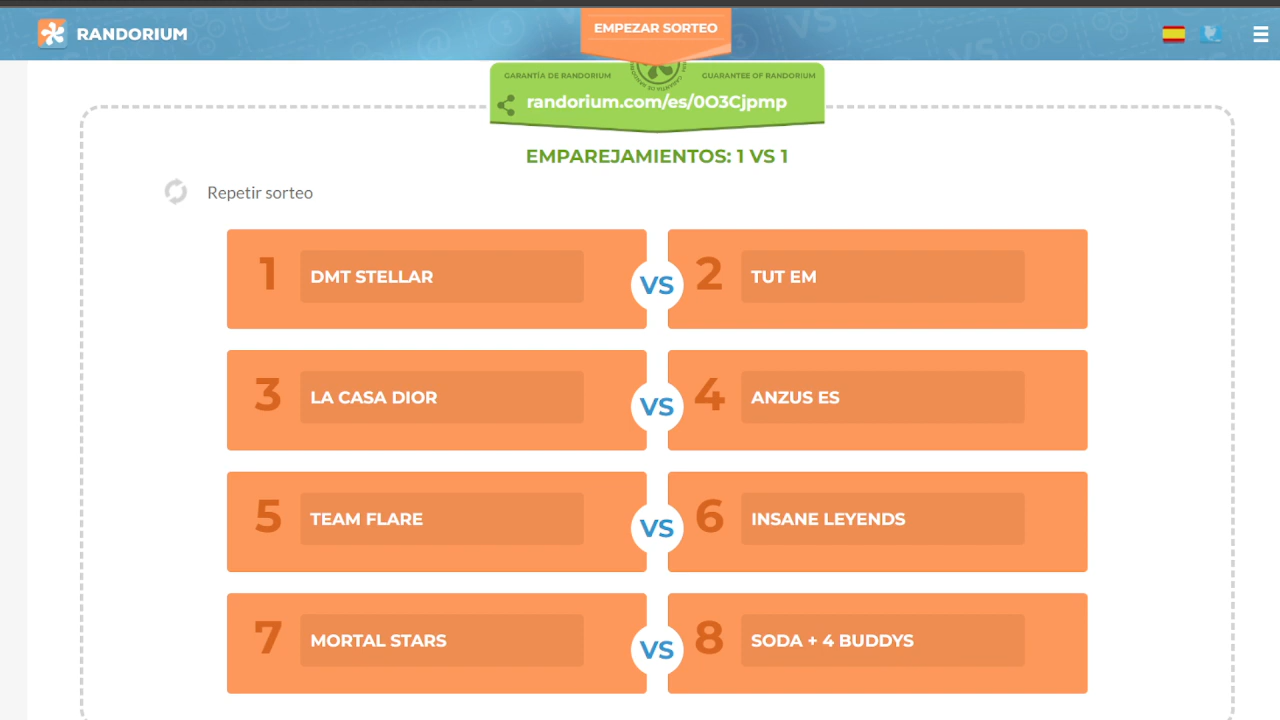 RANDORIUM
EMPEZAR SORTEO
GARANTÍA DE RANDORIUM
GUARANTEE OF RANDORIUM
randorium.com/es/0O3Cjpmp
EMPAREJAMIENTOS: 1 VS 1
Repetir sorteo
1 DMT STELLAR VS 2 TUT EM
3 LA CASA DIOR VS 4 ANZUS ES
5 TEAM FLARE VS 6 INSANE LEYENDS
7 MORTAL STARS VS 8 SODA + 4 BUDDYS